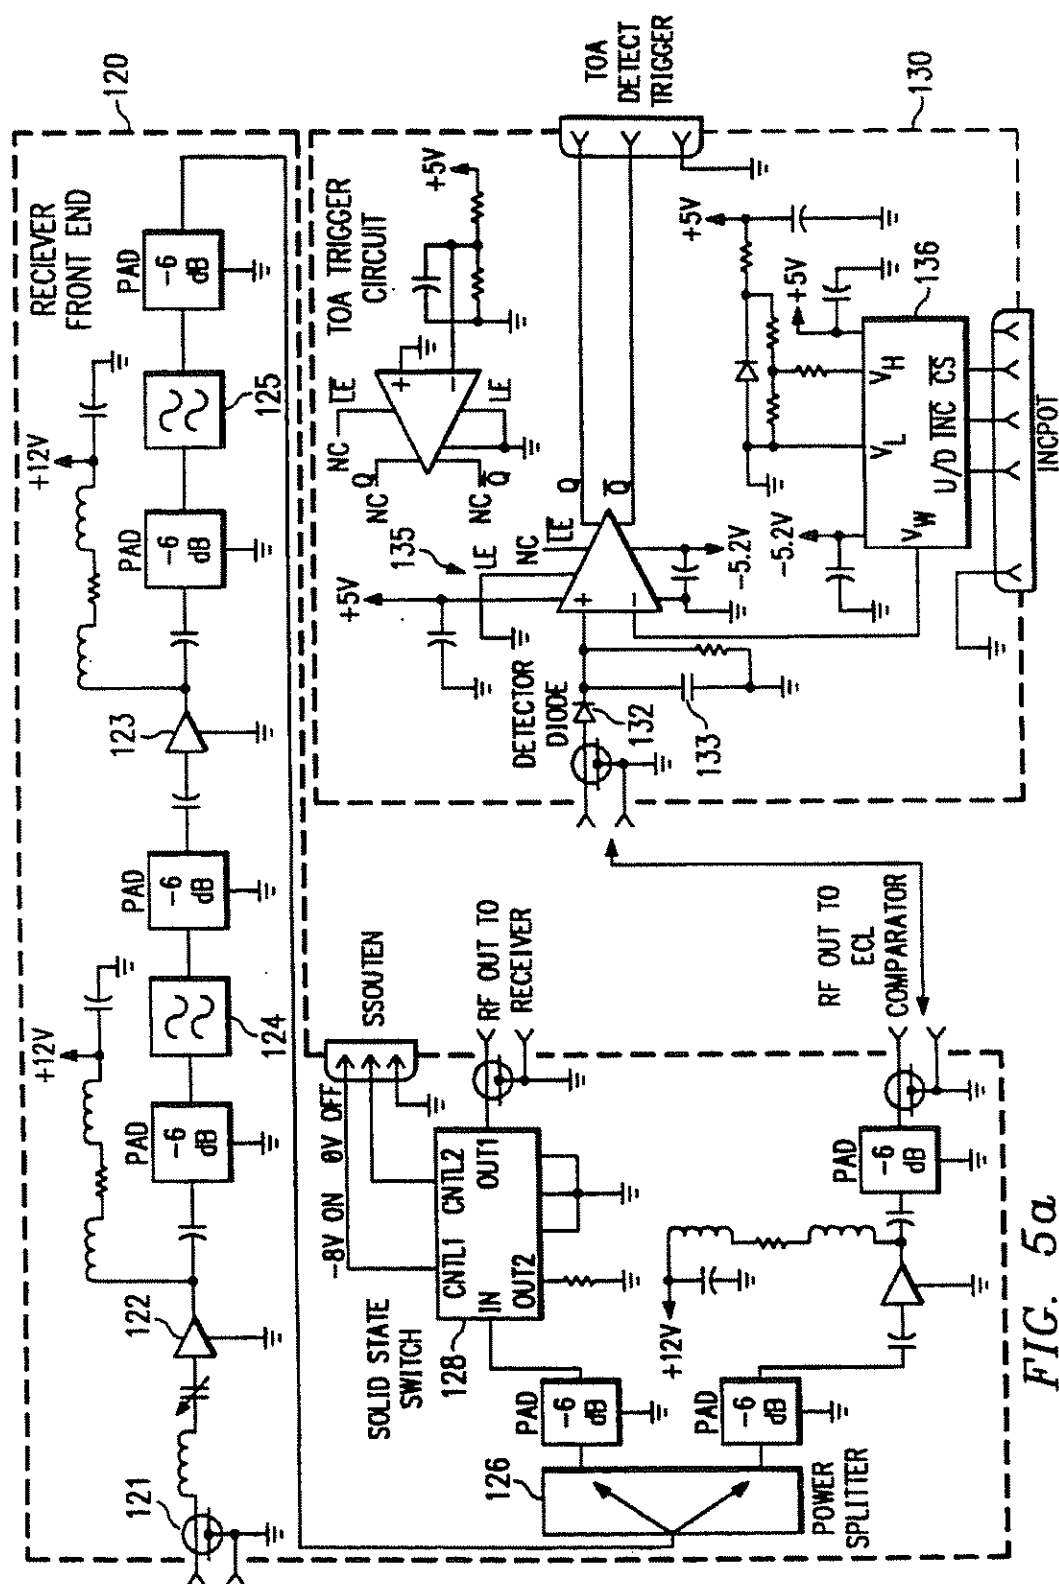 120
RECIEVER
FRONT END
121
122
+12V
PAD
-6
dB
124
PAD
-6
dB
123
+12V
PAD
-6
dB
125
PAD
-6
dB
-8V ON 0V OFF
SSOUTEN
SOLID STATE
SWITCH
128
CNTL1 CNTL2
IN
OUT1
OUT2
RF OUT TO
RECEIVER
126
PAD
-6
dB
PAD
-6
dB
POWER
SPLITTER
+12V
PAD
-6
dB
RF OUT TO
ECL
COMPARATOR
TOA TRIGGER
CIRCUIT
+5V
NC
LE
+
-
LE
NC Q
NC Q
TOA
DETECT
TRIGGER
130
+5V
135
LE
NC
LE
Q
Q
+
-
-5.2V
DETECTOR
DIODE
132
133
+5V
+5V
136
-5.2V
VL
VH
VW
U/D INC CS
INCPOT
FIG. 5a